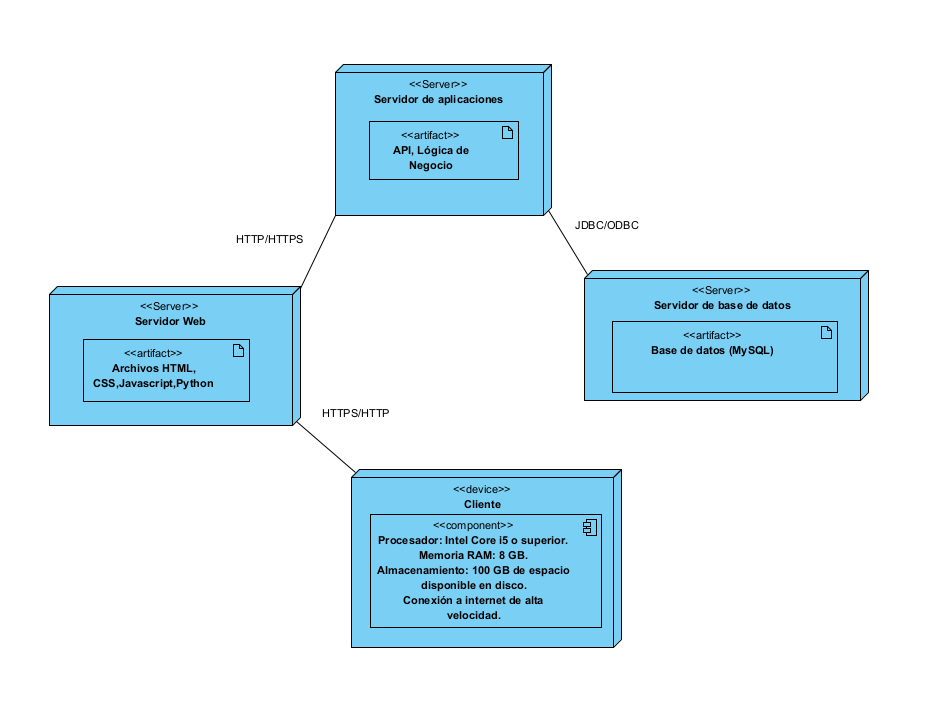 <<Server>>
Servidor de aplicaciones
<<artifact>>
API, Lógica de
Negocio
HTTP/HTTPS
JDBC/ODBC
<<Server>>
Servidor Web
<<artifact>>
Archivos HTML,
CSS,Javascript,Python
<<Server>>
Servidor de base de datos
<<artifact>>
Base de datos (MySQL)
HTTPS/HTTP
<<device>>
Cliente
<<component>>
Procesador: Intel Core i5 o superior.
Memoria RAM: 8 GB.
Almacenamiento: 100 GB de espacio
disponible en disco.
Conexión a internet de alta
velocidad.